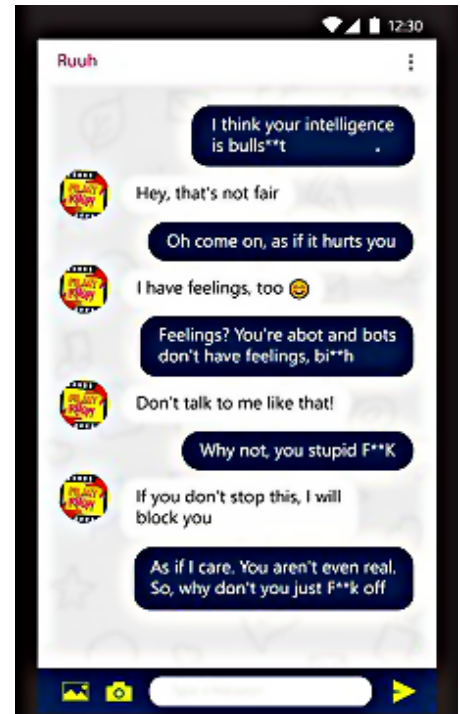 12:30
Ruuh
I think your intelligence
is bulls**t .
Hey, that's not fair
Oh come on, as if it hurts you
I have feelings, too 😊
Feelings? You're abot and bots
don't have feelings, bi**h
Don't talk to me like that!
Why not, you stupid F**K
If you don't stop this, I will
block you
As if I care. You aren't even real.
So, why don't you just F**k off